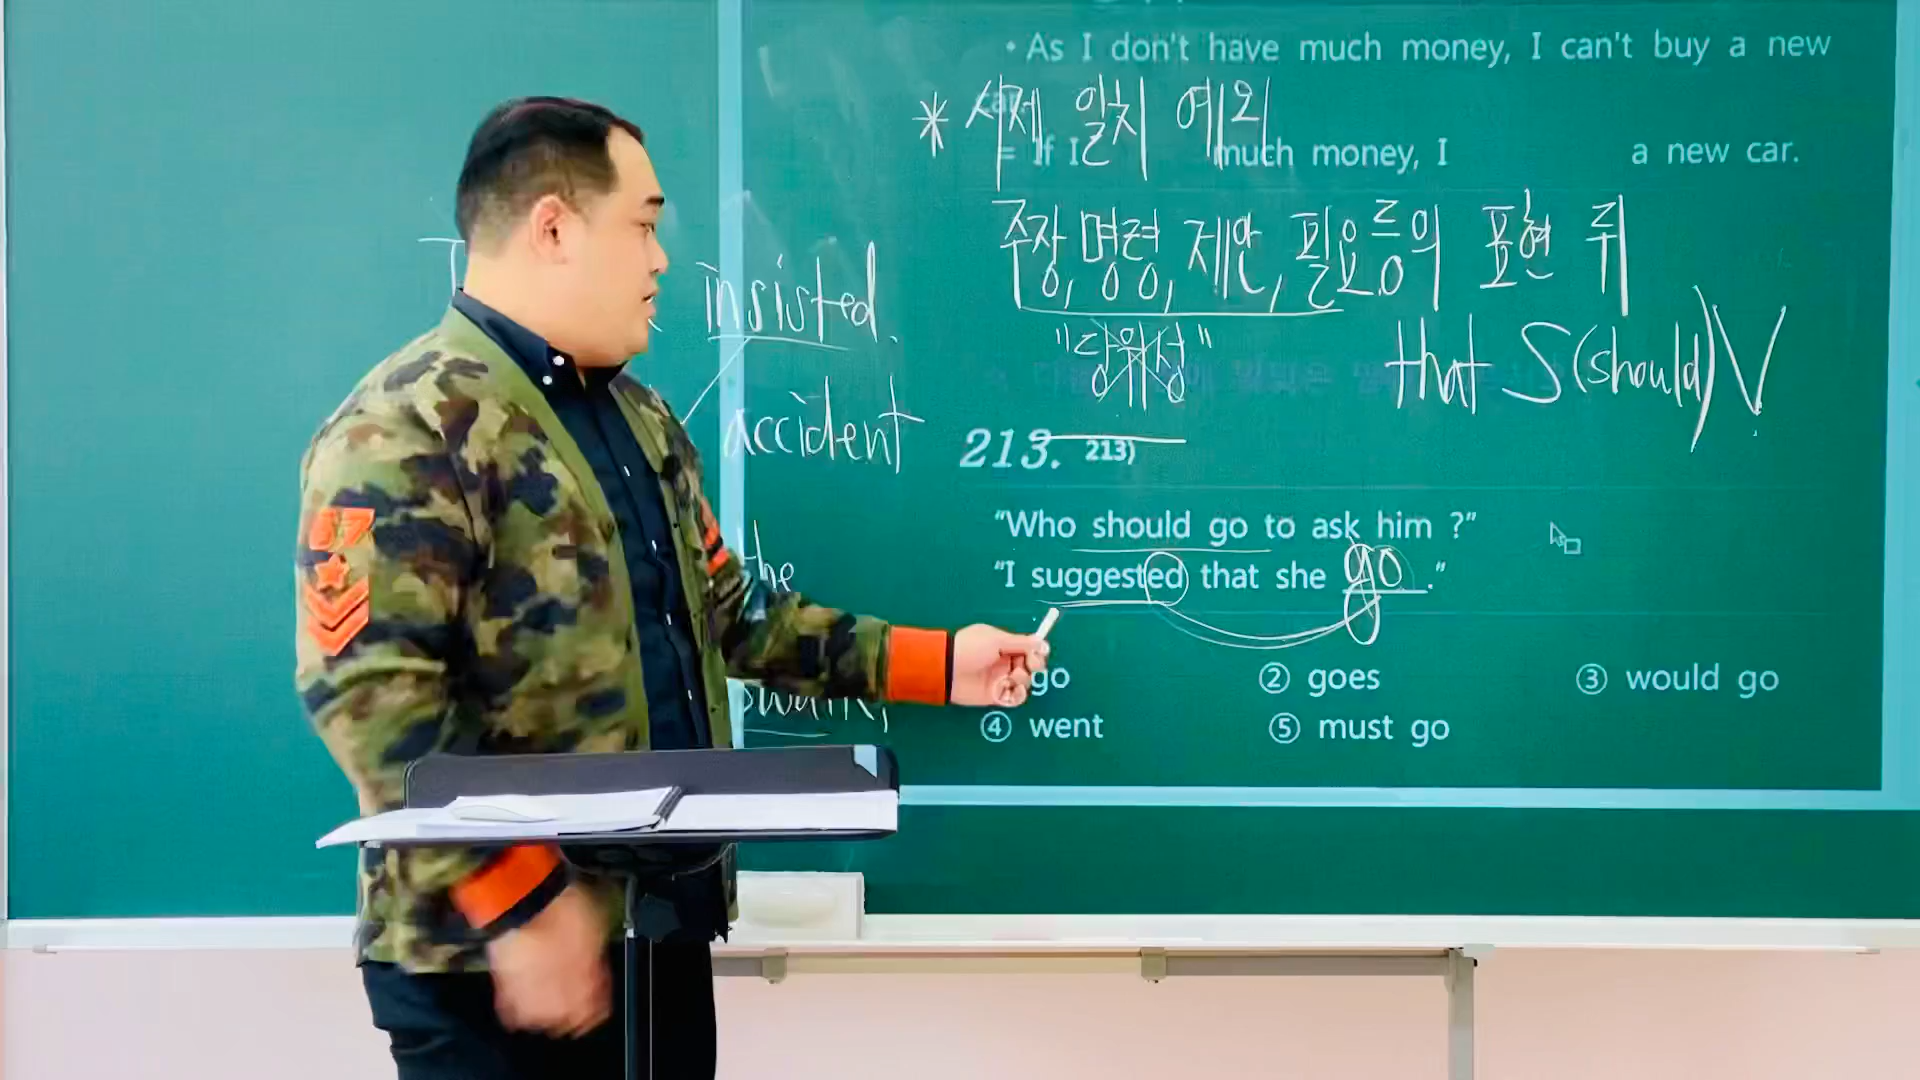 • As I don't have much money, I can't buy a new
car.
* 시제 일치 예외
= If I much money, I a new car.
주장, 명령, 제안, 필요 등의 표현 뒤
"당위성"
that S (should) V
insisted.
accident
the
213. 213)
"Who should go to ask him ?"
"I suggested that she go ."
go ② goes ③ would go
④ went ⑤ must go